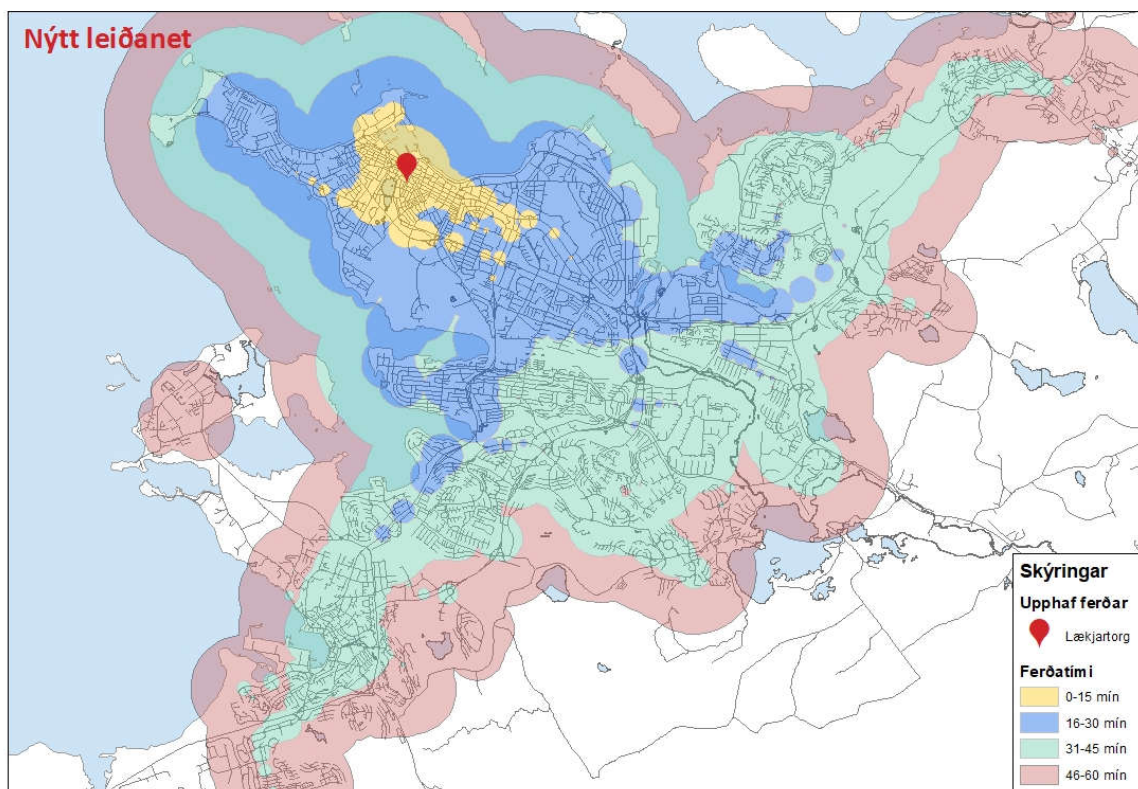 Nýtt leiðanet
Skýringar
Upphaf ferðar
Lækjartorg
Ferðatími
0-15 mín
16-30 mín
31-45 mín
46-60 mín